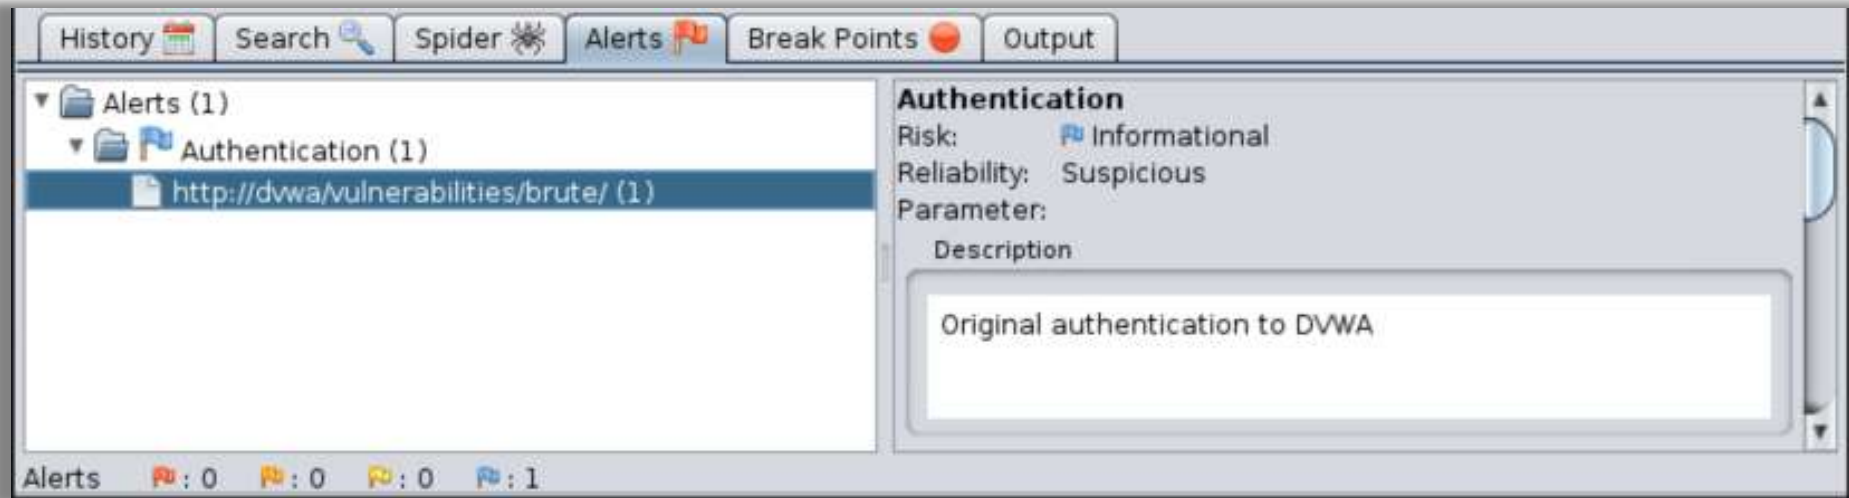 History Search Spider Alerts Break Points Output
Alerts (1)
Authentication (1)
http://dvwa/vulnerabilities/brute/ (1)
Authentication
Risk: Informational
Reliability: Suspicious
Parameter:
Description
Original authentication to DVWA
Alerts : 0 : 0 : 0 : 1